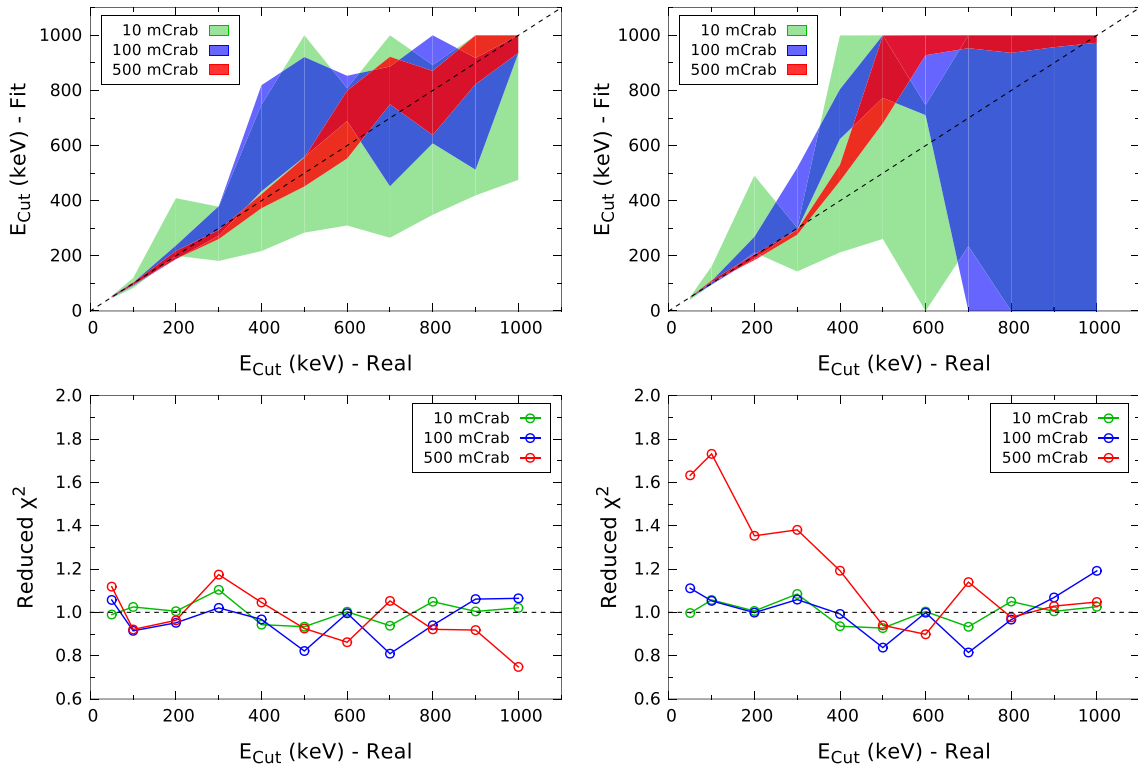 10 mCrab
100 mCrab
500 mCrab
E_Cut (keV) - Fit
1000
800
600
400
200
0
0 200 400 600 800 1000
E_Cut (keV) - Real
10 mCrab
100 mCrab
500 mCrab
E_Cut (keV) - Fit
1000
800
600
400
200
0
0 200 400 600 800 1000
E_Cut (keV) - Real
10 mCrab
100 mCrab
500 mCrab
Reduced χ²
2.0
1.8
1.6
1.4
1.2
1.0
0.8
0.6
0 200 400 600 800 1000
E_Cut (keV) - Real
10 mCrab
100 mCrab
500 mCrab
Reduced χ²
2.0
1.8
1.6
1.4
1.2
1.0
0.8
0.6
0 200 400 600 800 1000
E_Cut (keV) - Real